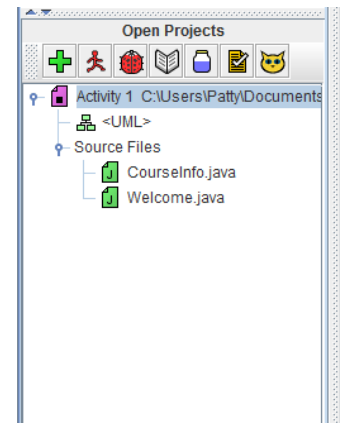 Open Projects
Activity 1 C:\Users\Patty\Documents
<UML>
Source Files
J CourseInfo.java
J Welcome.java